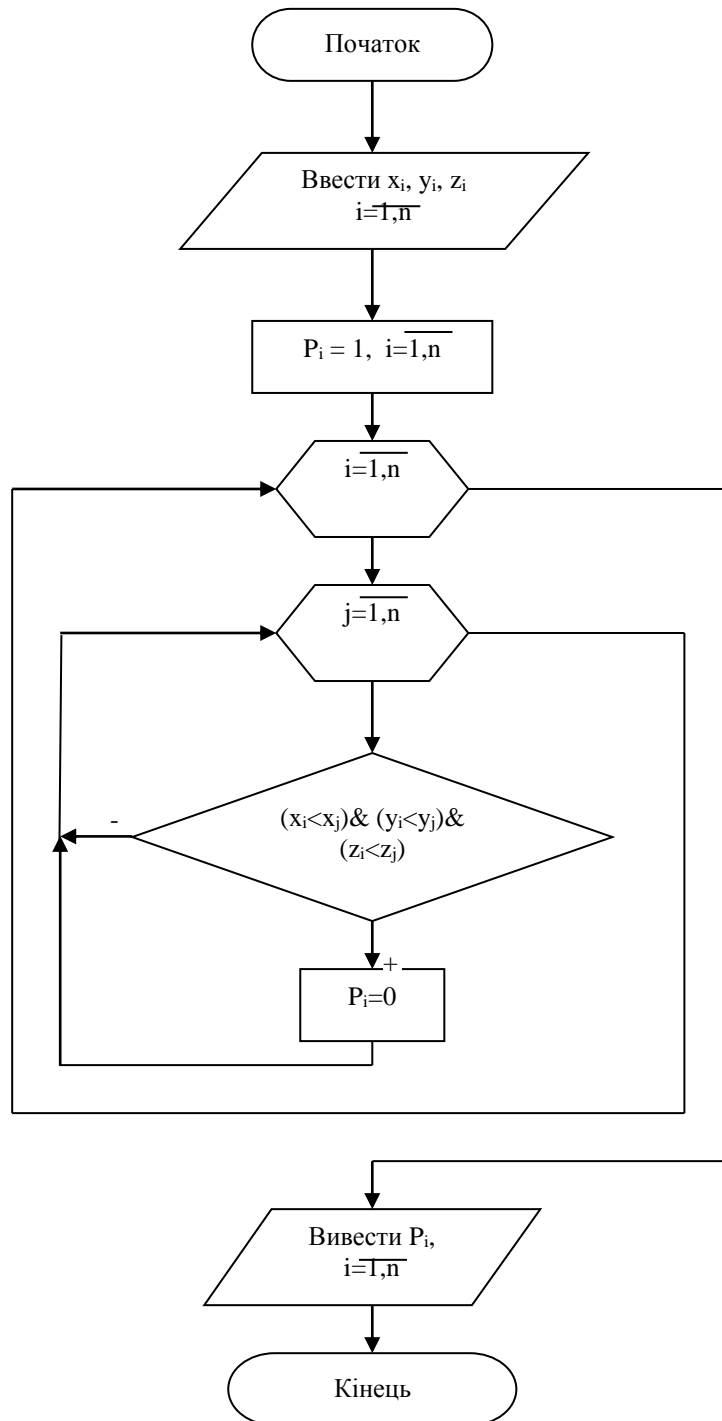 Початок
Ввести xᵢ, yᵢ, zᵢ
i=1,n
Pᵢ = 1, i=1,n
i=1,n
j=1,n
(xᵢ<xⱼ)& (yᵢ<yⱼ)&
(zᵢ<zⱼ)
-
+
Pᵢ=0
Вивести Pᵢ,
i=1,n
Кінець